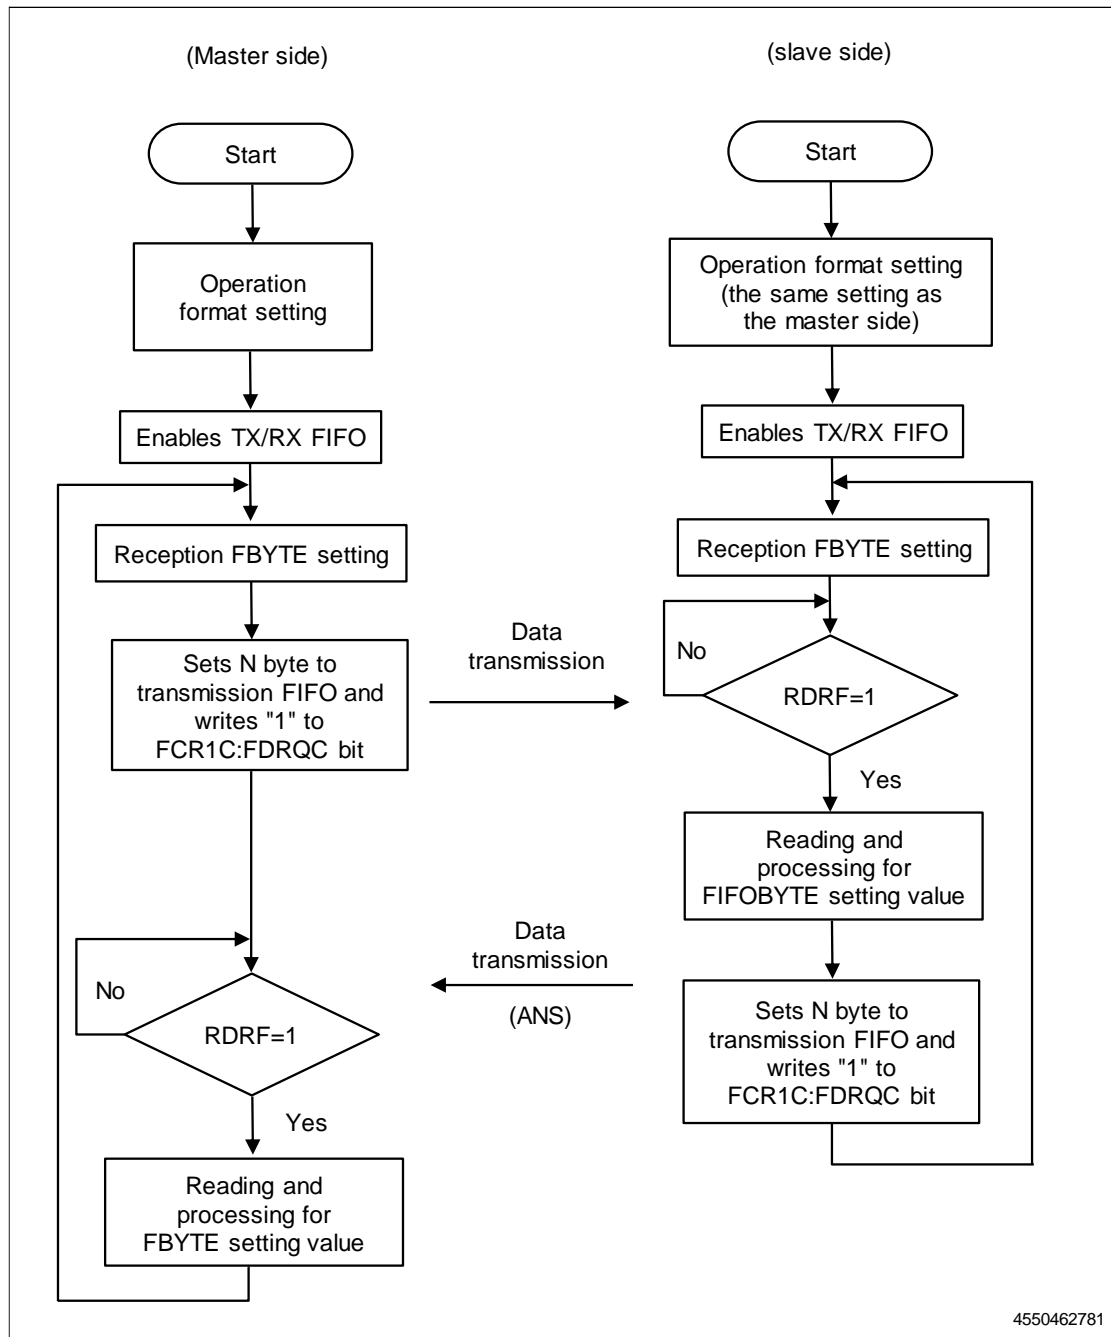 (Master side)
Start
Operation
format setting
Enables TX/RX FIFO
Reception FBYTE setting
Sets N byte to
transmission FIFO and
writes "1" to
FCR1C:FDRQC bit
No
RDRF=1
Yes
Reading and
processing for
FBYTE setting value
Data
transmission
Data
transmission
(ANS)
(slave side)
Start
Operation format setting
(the same setting as
the master side)
Enables TX/RX FIFO
Reception FBYTE setting
No
RDRF=1
Yes
Reading and
processing for
FIFOBYTE setting value
Sets N byte to
transmission FIFO and
writes "1" to
FCR1C:FDRQC bit
4550462781